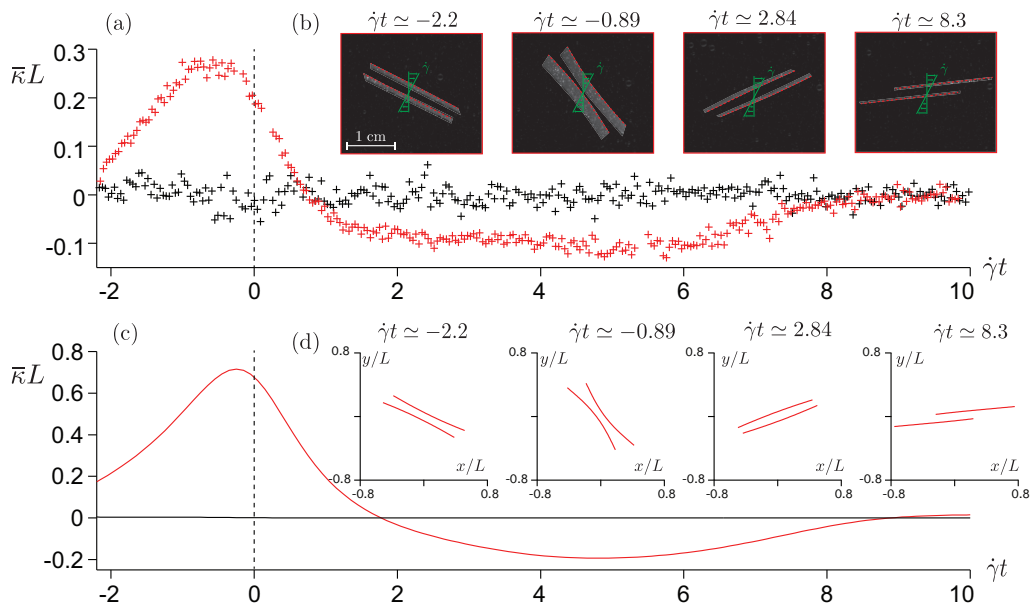 (a)
(b)
γ̇t ≃ −2.2
γ̇t ≃ −0.89
γ̇t ≃ 2.84
γ̇t ≃ 8.3
κ̄L
0.3
0.2
0.1
0
-0.1
γ̇
γ̇
γ̇
γ̇
1 cm
-2
0
2
4
6
8
10
γ̇t
(c)
(d)
γ̇t ≃ −2.2
γ̇t ≃ −0.89
γ̇t ≃ 2.84
γ̇t ≃ 8.3
κ̄L
0.8
0.6
0.4
0.2
0
-0.2
0.8
y/L
x/L
-0.8
-0.8
0.8
0.8
y/L
x/L
-0.8
-0.8
0.8
0.8
y/L
x/L
-0.8
-0.8
0.8
0.8
y/L
x/L
-0.8
-0.8
0.8
-2
0
2
4
6
8
10
γ̇t